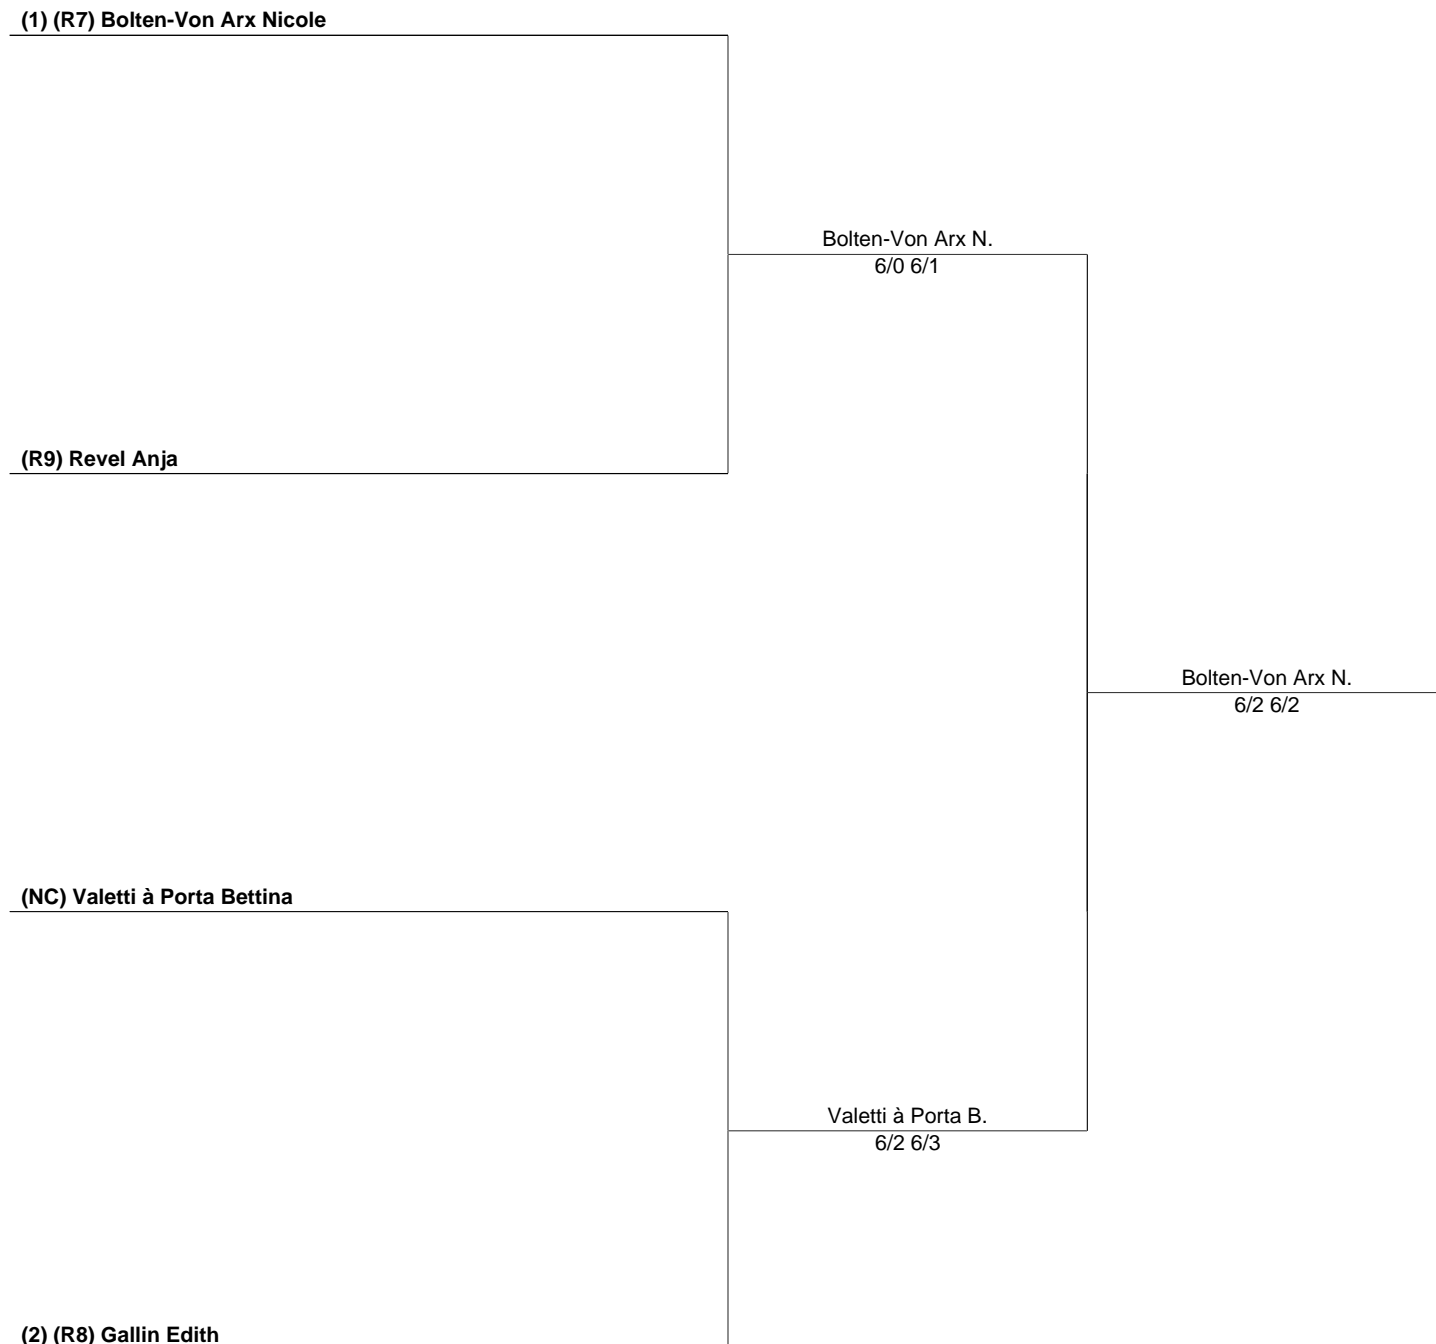 (1) (R7) Bolten-Von Arx Nicole
Bolten-Von Arx N.
6/0 6/1
(R9) Revel Anja
Bolten-Von Arx N.
6/2 6/2
(NC) Valetti à Porta Bettina
Valetti à Porta B.
6/2 6/3
(2) (R8) Gallin Edith